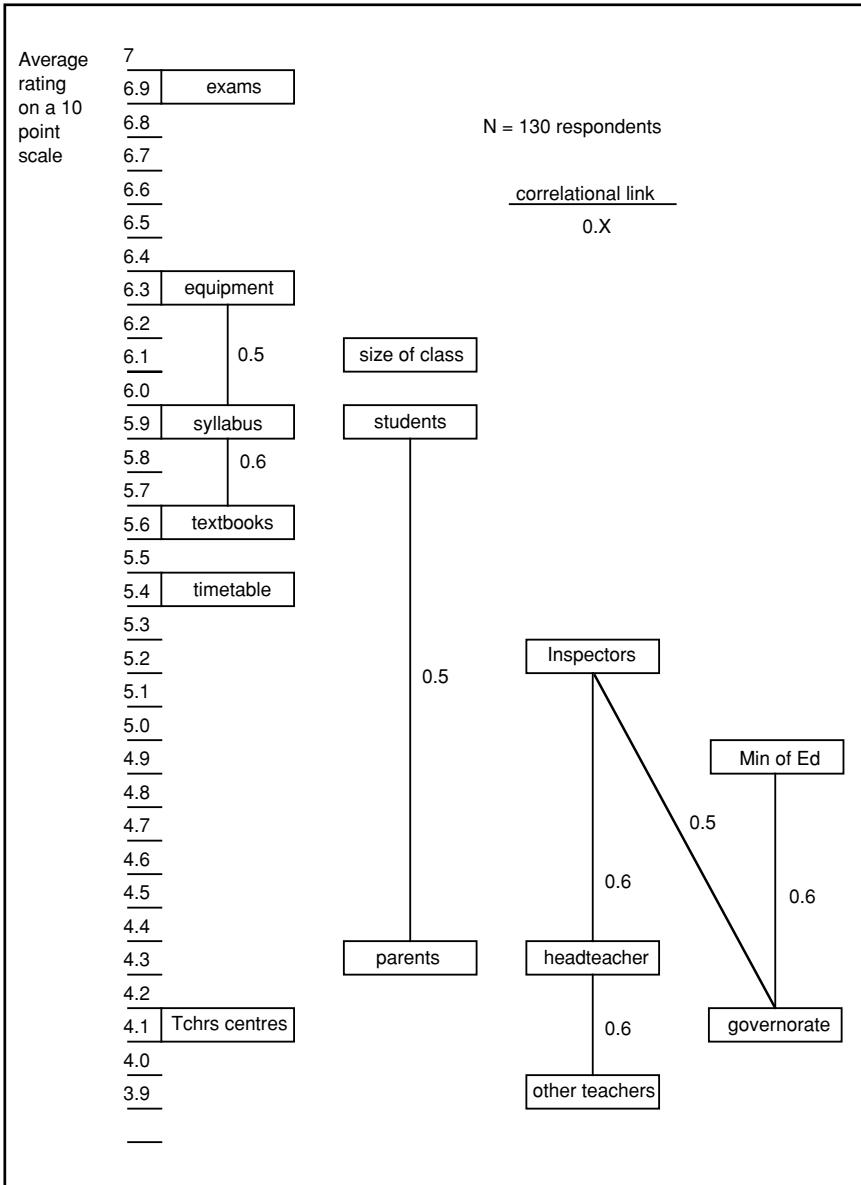 Average
rating
on a 10
point
scale
7
6.9 exams
6.8
N = 130 respondents
6.7
6.6
correlational link
6.5
0.X
6.4
6.3 equipment
6.2
6.1 0.5 size of class
6.0
5.9 syllabus students
5.8 0.6
5.7
5.6 textbooks
5.5
5.4 timetable
5.3
5.2 Inspectors
0.5
5.1
5.0
4.9 Min of Ed
4.8
4.7 0.5
4.6
4.5 0.6 0.6
4.4
4.3 parents headteacher
4.2
4.1 Tchrs centres 0.6 governorate
4.0
3.9 other teachers